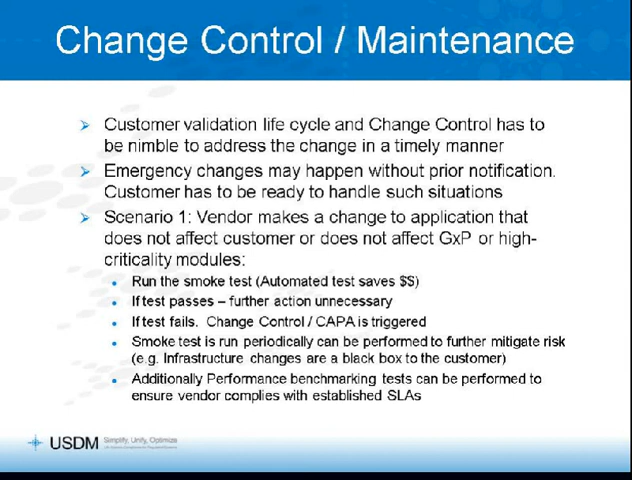 Change Control / Maintenance
Customer validation life cycle and Change Control has to
be nimble to address the change in a timely manner
Emergency changes may happen without prior notification.
Customer has to be ready to handle such situations
Scenario 1: Vendor makes a change to application that
does not affect customer or does not affect GxP or high-
criticality modules:
Run the smoke test (Automated test saves $$)
If test passes – further action unnecessary
If test fails. Change Control / CAPA is triggered
Smoke test is run periodically can be performed to further mitigate risk
(e.g. Infrastructure changes are a black box to the customer)
Additionally Performance benchmarking tests can be performed to
ensure vendor complies with established SLAs
USDM Simplify, Unify, Optimize